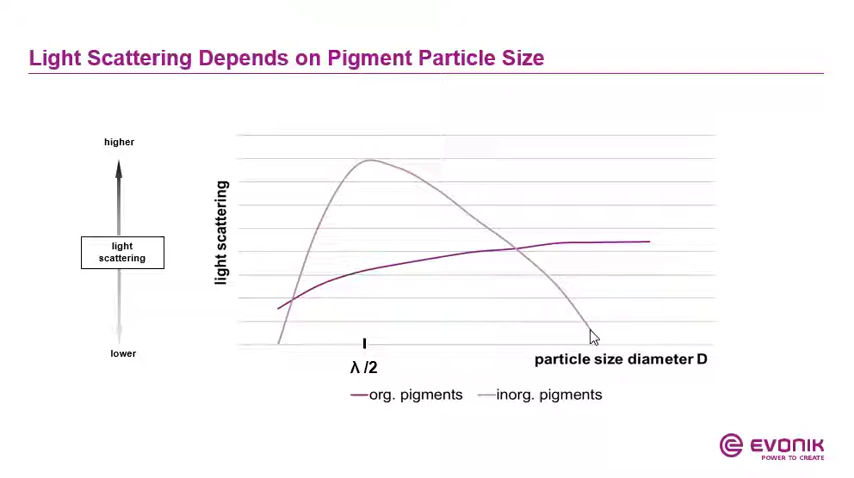 Light Scattering Depends on Pigment Particle Size
higher
light
scattering
lower
light scattering
λ /2
particle size diameter D
org. pigments
inorg. pigments
EVONIK
POWER TO CREATE